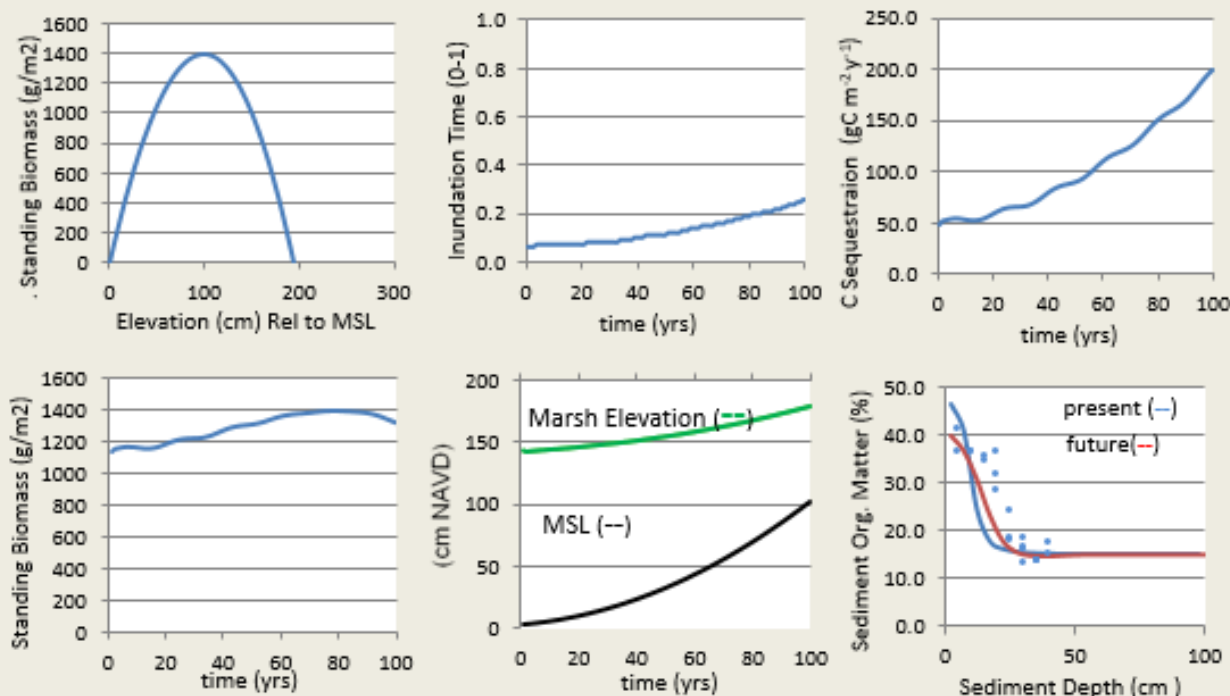 . Standing Biomass (g/m2)
1600
1400
1200
1000
800
600
400
200
0
0 100 200 300
Elevation (cm) Rel to MSL
Inundation Time (0-1)
1.0
0.8
0.6
0.4
0.2
0.0
0 20 40 60 80 100
time (yrs)
C Sequestraion (gC m-2 y-1)
250.0
200.0
150.0
100.0
50.0
0.0
0 20 40 60 80 100
time (yrs)
Standing Biomass (g/m2)
1600
1400
1200
1000
800
600
400
200
0
0 20 40 60 80 100
time (yrs)
(cm NAVD)
200
150
100
50
0
Marsh Elevation (--)
MSL (--)
0 20 40 60 80 100
time (yrs)
Sediment Org. Matter (%)
50.0
40.0
30.0
20.0
10.0
0.0
present (--)
future(--)
0 50 100
Sediment Depth (cm )